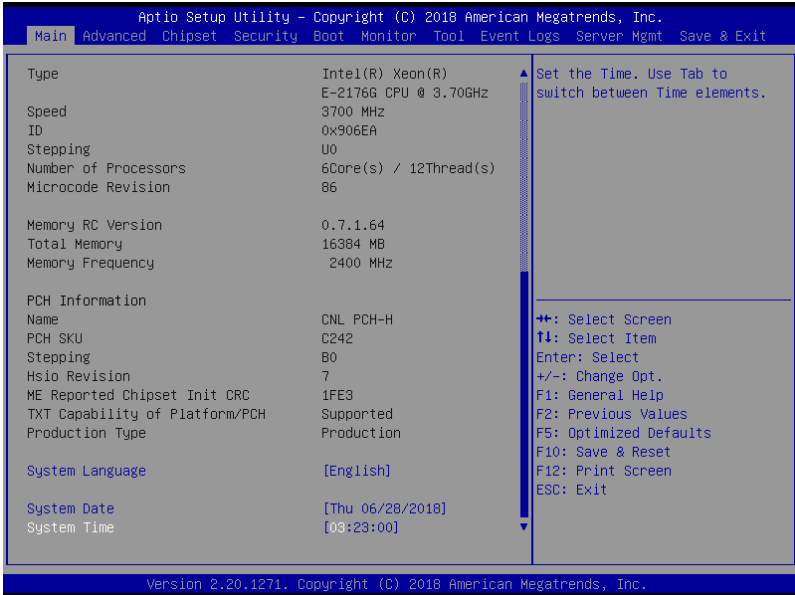 Aptio Setup Utility – Copyright (C) 2018 American Megatrends, Inc.
Main Advanced Chipset Security Boot Monitor Tool Event Logs Server Mgmt Save & Exit
Type Intel(R) Xeon(R)
E-2176G CPU @ 3.70GHz
Speed 3700 MHz
ID 0x906EA
Stepping U0
Number of Processors 6Core(s) / 12Thread(s)
Microcode Revision 86
Memory RC Version 0.7.1.64
Total Memory 16384 MB
Memory Frequency 2400 MHz
PCH Information
Name CNL PCH-H
PCH SKU C242
Stepping B0
Hsio Revision 7
ME Reported Chipset Init CRC 1FE3
TXT Capability of Platform/PCH Supported
Production Type Production
System Language [English]
System Date [Thu 06/28/2018]
System Time [03:23:00]
Set the Time. Use Tab to
switch between Time elements.
→←: Select Screen
↑↓: Select Item
Enter: Select
+/-: Change Opt.
F1: General Help
F2: Previous Values
F5: Optimized Defaults
F10: Save & Reset
F12: Print Screen
ESC: Exit
Version 2.20.1271. Copyright (C) 2018 American Megatrends, Inc.